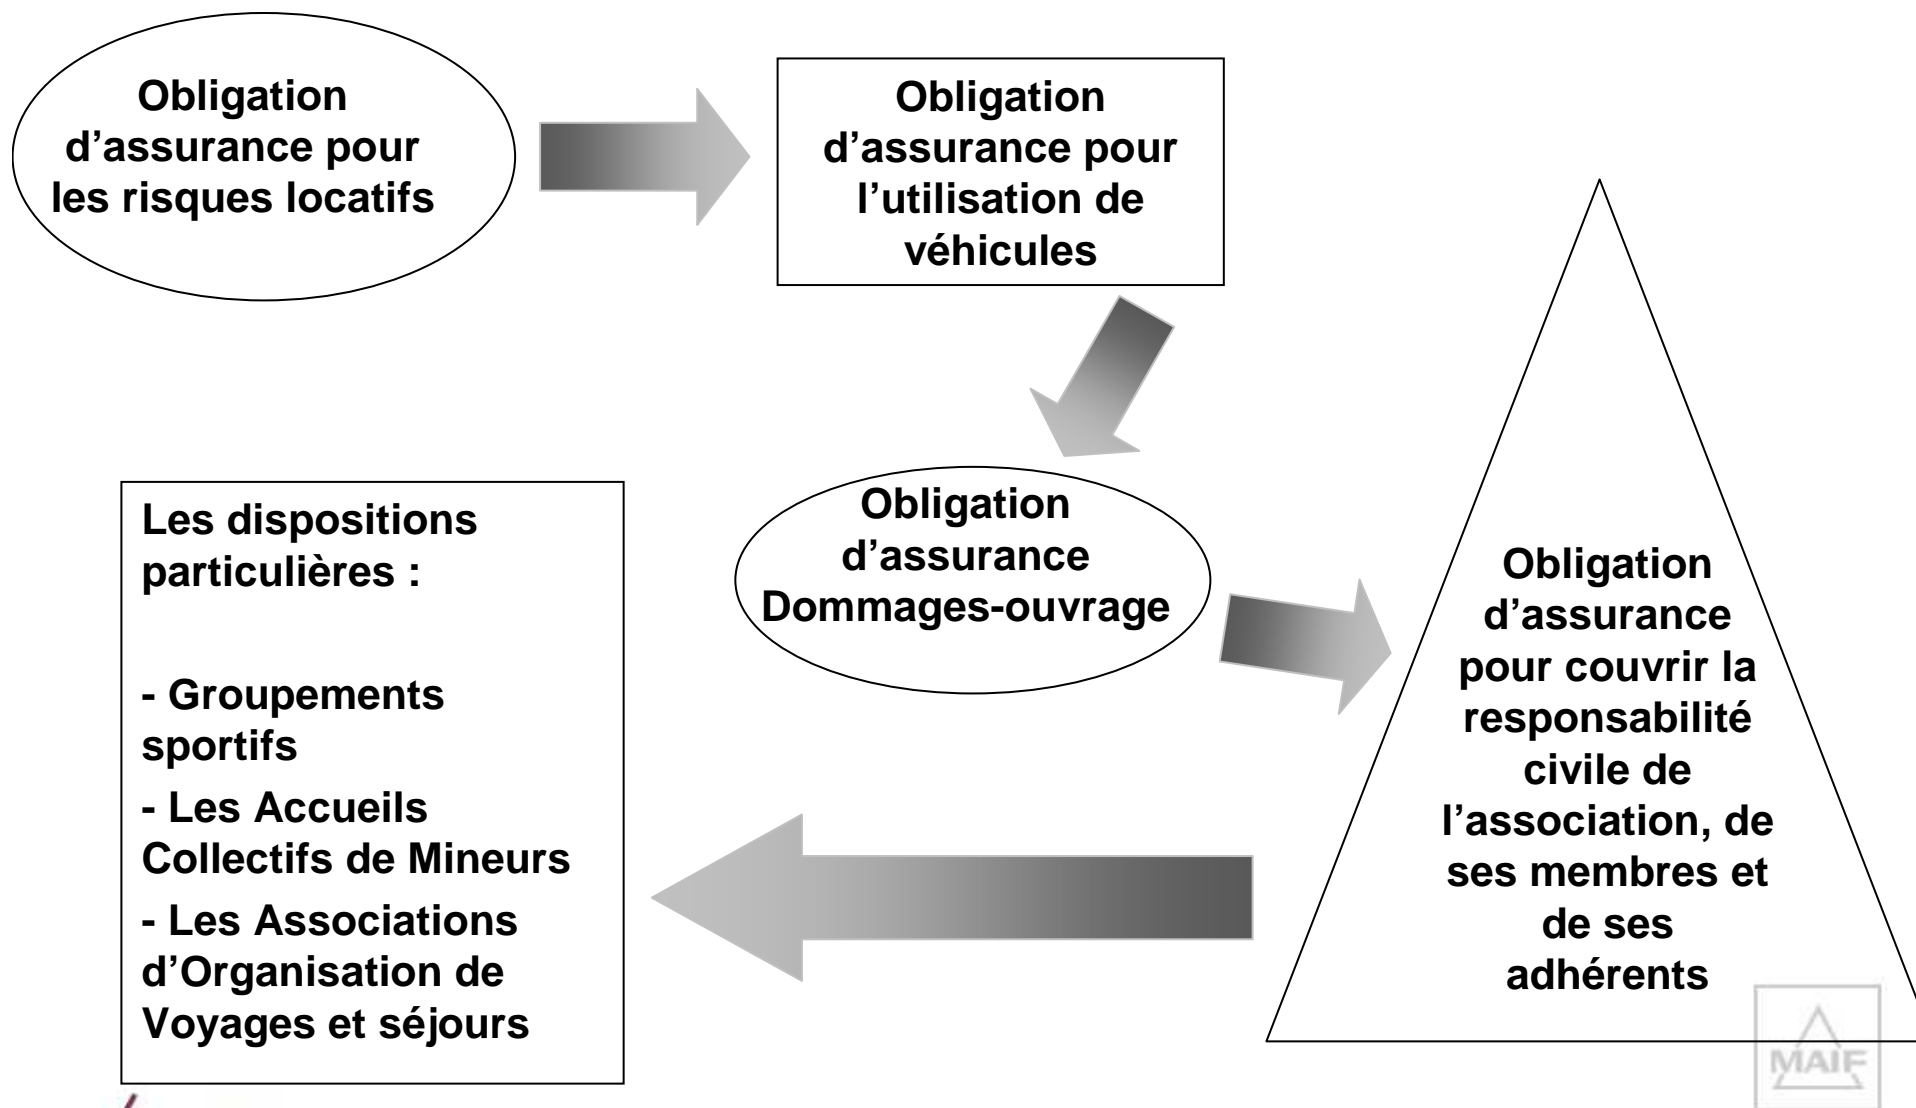 Obligation
d’assurance pour
les risques locatifs
Obligation
d’assurance pour
l’utilisation de
véhicules
Obligation
d’assurance
Dommages-ouvrage
Obligation
d’assurance
pour couvrir la
responsabilité
civile de
l’association, de
ses membres et
de ses
adhérents
Les dispositions
particulières :
- Groupements
sportifs
- Les Accueils
Collectifs de Mineurs
- Les Associations
d’Organisation de
Voyages et séjours
MAIF